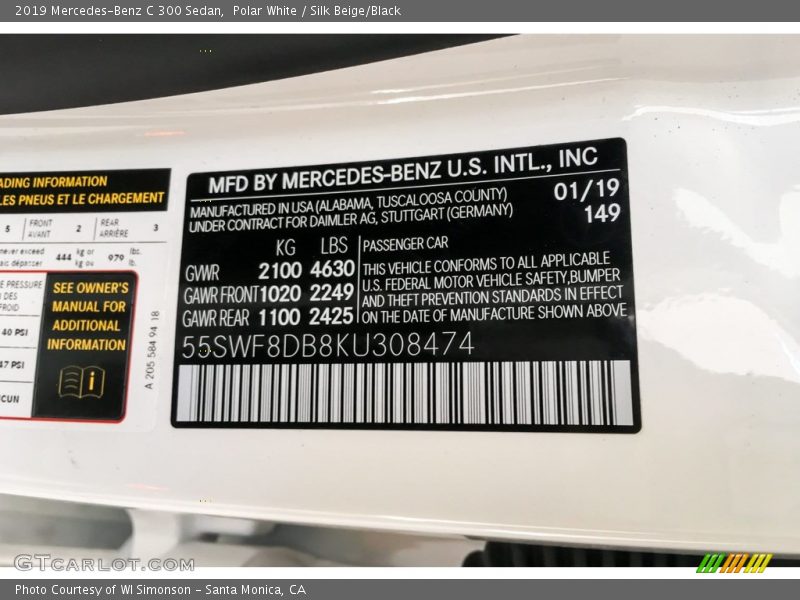 2019 Mercedes-Benz C 300 Sedan, Polar White / Silk Beige/Black
ADING INFORMATION
LES PNEUS ET LE CHARGEMENT
5 FRONT AVANT 2 REAR ARRIÈRE 3
never exceed 444 kg or 979 lbs.
dépasser kg ou lb.
E PRESSURE
DES
FROID
40 PSI
47 PSI
UCUN
SEE OWNER'S
MANUAL FOR
ADDITIONAL
INFORMATION
A 205 584 94 18
MFD BY MERCEDES-BENZ U.S. INTL., INC
MANUFACTURED IN USA (ALABAMA, TUSCALOOSA COUNTY)
UNDER CONTRACT FOR DAIMLER AG, STUTTGART (GERMANY)
01/19
149
KG LBS
GWR 2100 4630
GAWR FRONT 1020 2249
GAWR REAR 1100 2425
PASSENGER CAR
THIS VEHICLE CONFORMS TO ALL APPLICABLE
U.S. FEDERAL MOTOR VEHICLE SAFETY,BUMPER
AND THEFT PREVENTION STANDARDS IN EFFECT
ON THE DATE OF MANUFACTURE SHOWN ABOVE
55SWF8DB8KU308474
GTcarlot.com
Photo Courtesy of WI Simonson - Santa Monica, CA